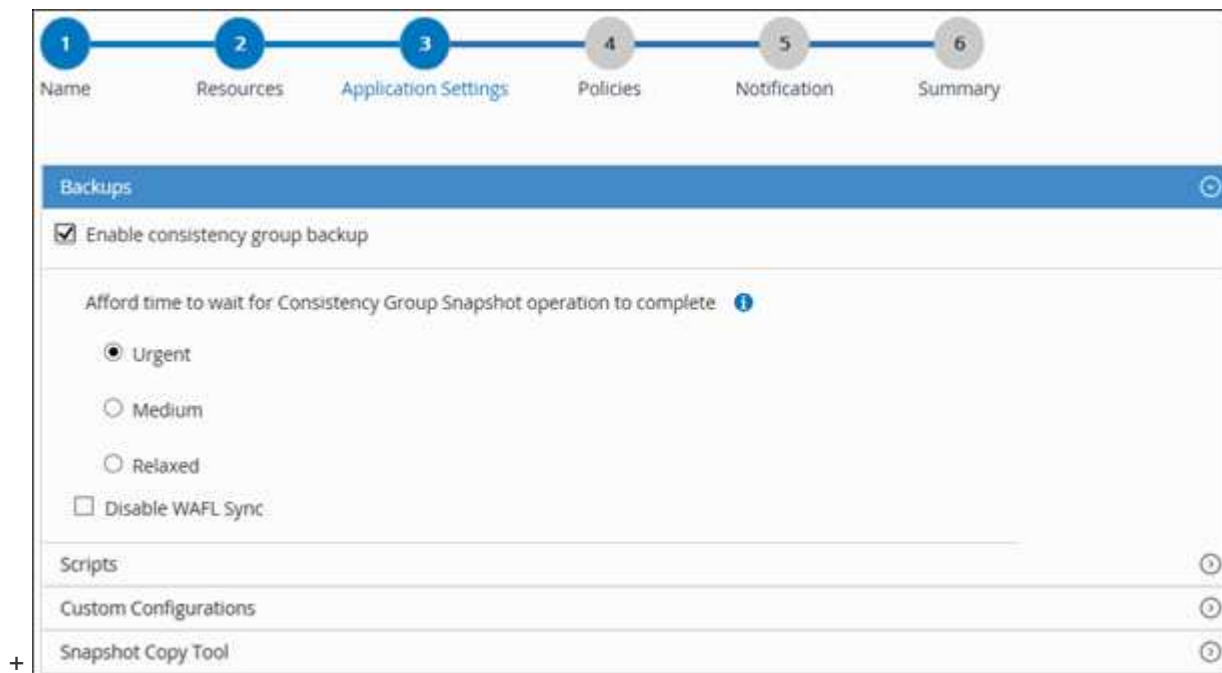 1 2 3 4 5 6
Name Resources Application Settings Policies Notification Summary
Backups
Enable consistency group backup
Afford time to wait for Consistency Group Snapshot operation to complete
Urgent
Medium
Relaxed
Disable WAFL Sync
Scripts
Custom Configurations
Snapshot Copy Tool
+